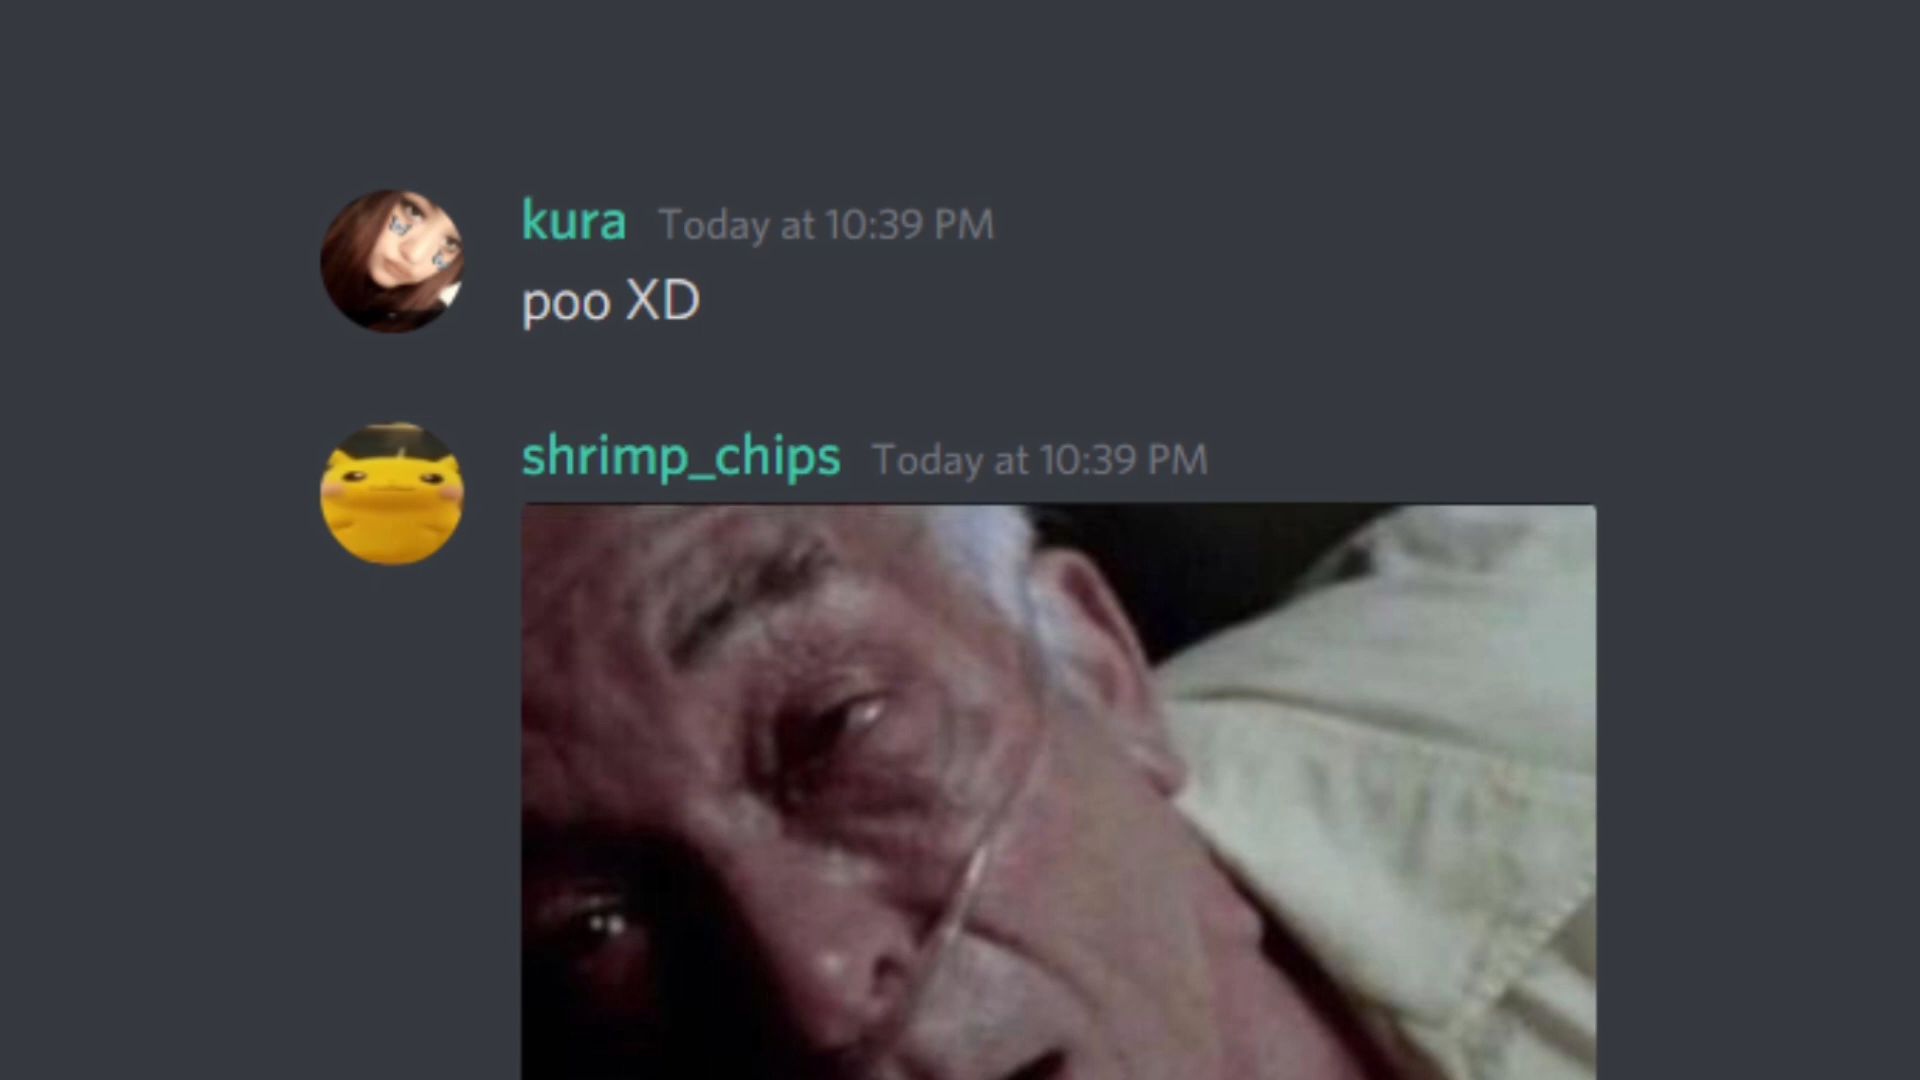 kura Today at 10:39 PM
poo XD
shrimp_chips Today at 10:39 PM